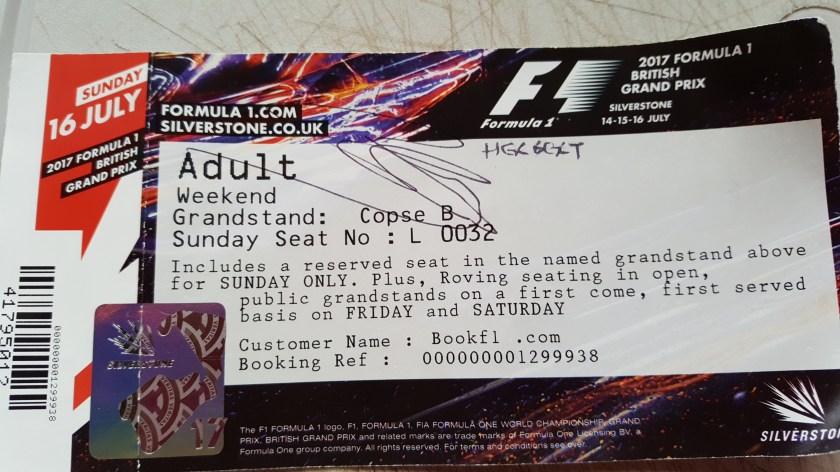 SUNDAY
16 JULY
2017 FORMULA 1
BRITISH
GRAND PRIX
FORMULA 1.COM
SILVERSTONE.CO.UK
F1
Formula 1
2017 FORMULA 1
BRITISH
GRAND PRIX
SILVERSTONE
14-15-16 JULY
Adult
Weekend
Grandstand: Copse B
Sunday Seat No : L 0032
Includes a reserved seat in the named grandstand above
for SUNDAY ONLY. Plus, Roving seating in open,
public grandstands on a first come, first served
basis on FRIDAY and SATURDAY
Customer Name : Bookf1 .com
Booking Ref : 000000001299938
41795012
000000001299938
SILVERSTONE
17
The F1 FORMULA 1 logo, F1, FORMULA 1, FIA FORMULA ONE WORLD CHAMPIONSHIP, GRAND
PRIX, BRITISH GRAND PRIX and related marks are trade marks of Formula One Licensing BV, a
Formula One group company. All rights reserved. For terms and conditions see over.
SILVERSTON